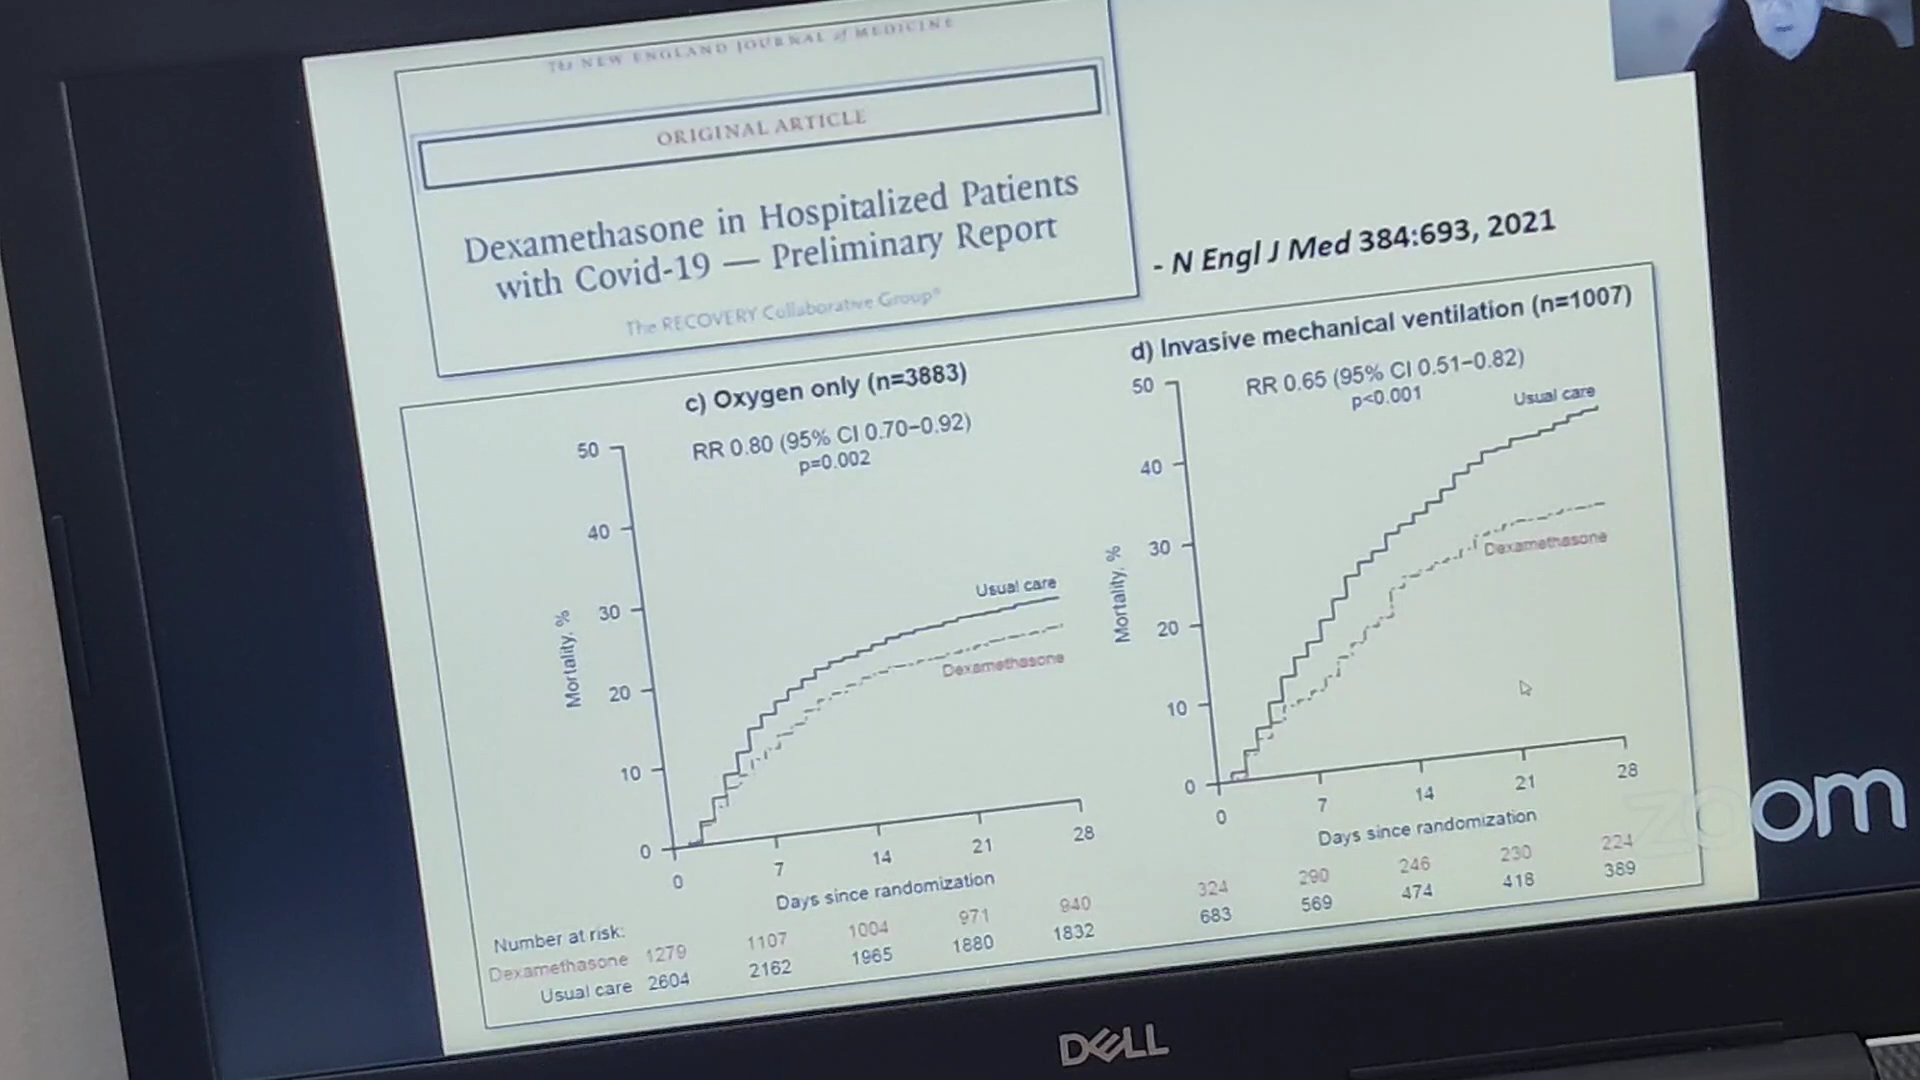 The NEW ENGLAND JOURNAL of MEDICINE
ORIGINAL ARTICLE
Dexamethasone in Hospitalized Patients
with Covid-19 — Preliminary Report
The RECOVERY Collaborative Group*
- N Engl J Med 384:693, 2021
c) Oxygen only (n=3883)
RR 0.80 (95% CI 0.70–0.92)
p=0.002
50
40
30
20
10
0
Mortality, %
Usual care
Dexamethasone
0 7 14 21 28
Days since randomization
d) Invasive mechanical ventilation (n=1007)
RR 0.65 (95% CI 0.51–0.82)
p<0.001
50
40
30
20
10
0
Mortality, %
Usual care
Dexamethasone
0 7 14 21 28
Days since randomization
Number at risk:
Dexamethasone 1279 1107 1004 971 940 324 290 246 230 224
Usual care 2604 2162 1965 1880 1832 683 569 474 418 389
zoom
DELL